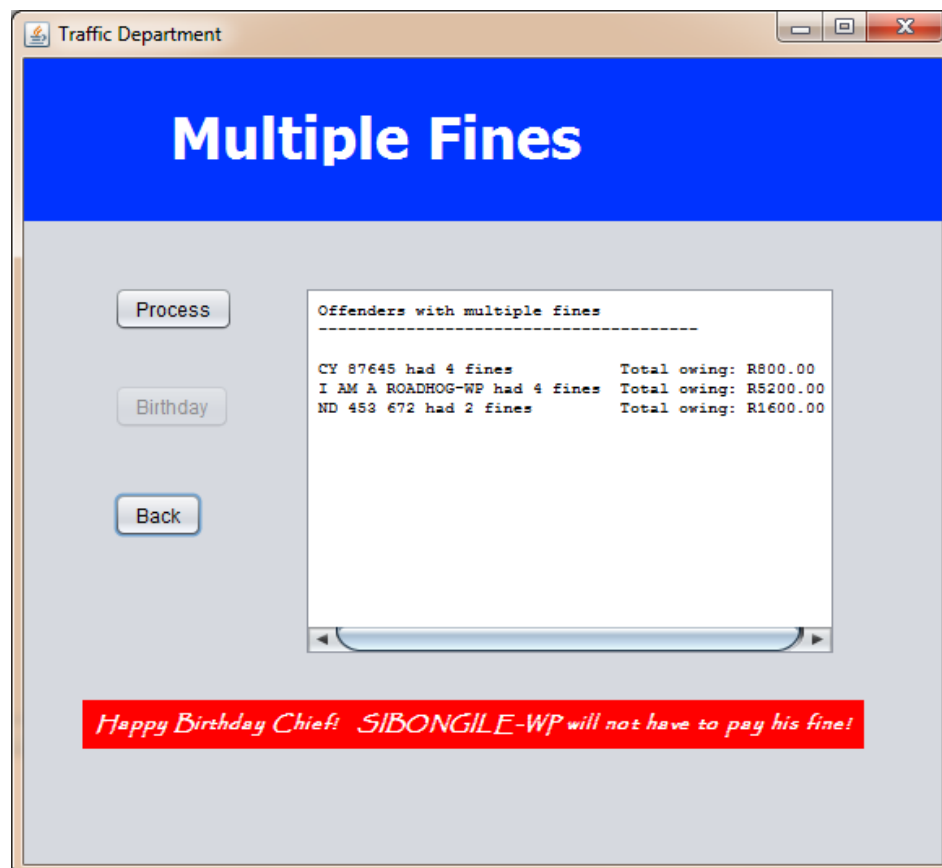 Traffic Department
Multiple Fines
Process
Birthday
Back
Offenders with multiple fines
---------------------------------------
CY 87645 had 4 fines           Total owing: R800.00
I AM A ROADHOG-WP had 4 fines  Total owing: R5200.00
ND 453 672 had 2 fines         Total owing: R1600.00
Happy Birthday Chief!  SIBONGILE-WP will not have to pay his fine!